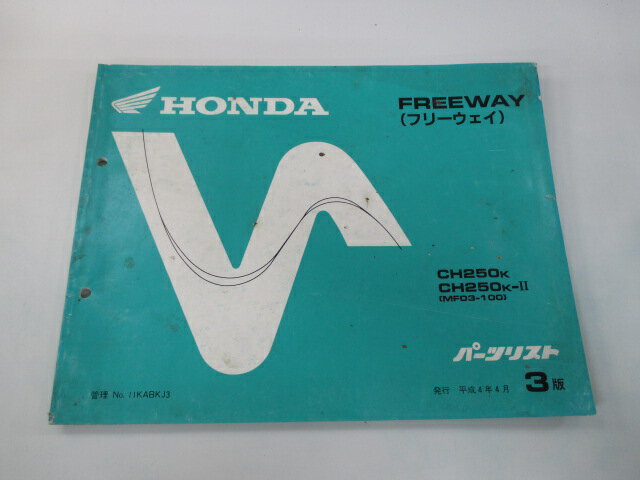 HONDA
FREEWAY
(フリーウェイ)
CH250K
CH250K-II
(MF03-100)
パーツリスト
管理 No. 11KABKJ3
発行 平成4年4月 3版